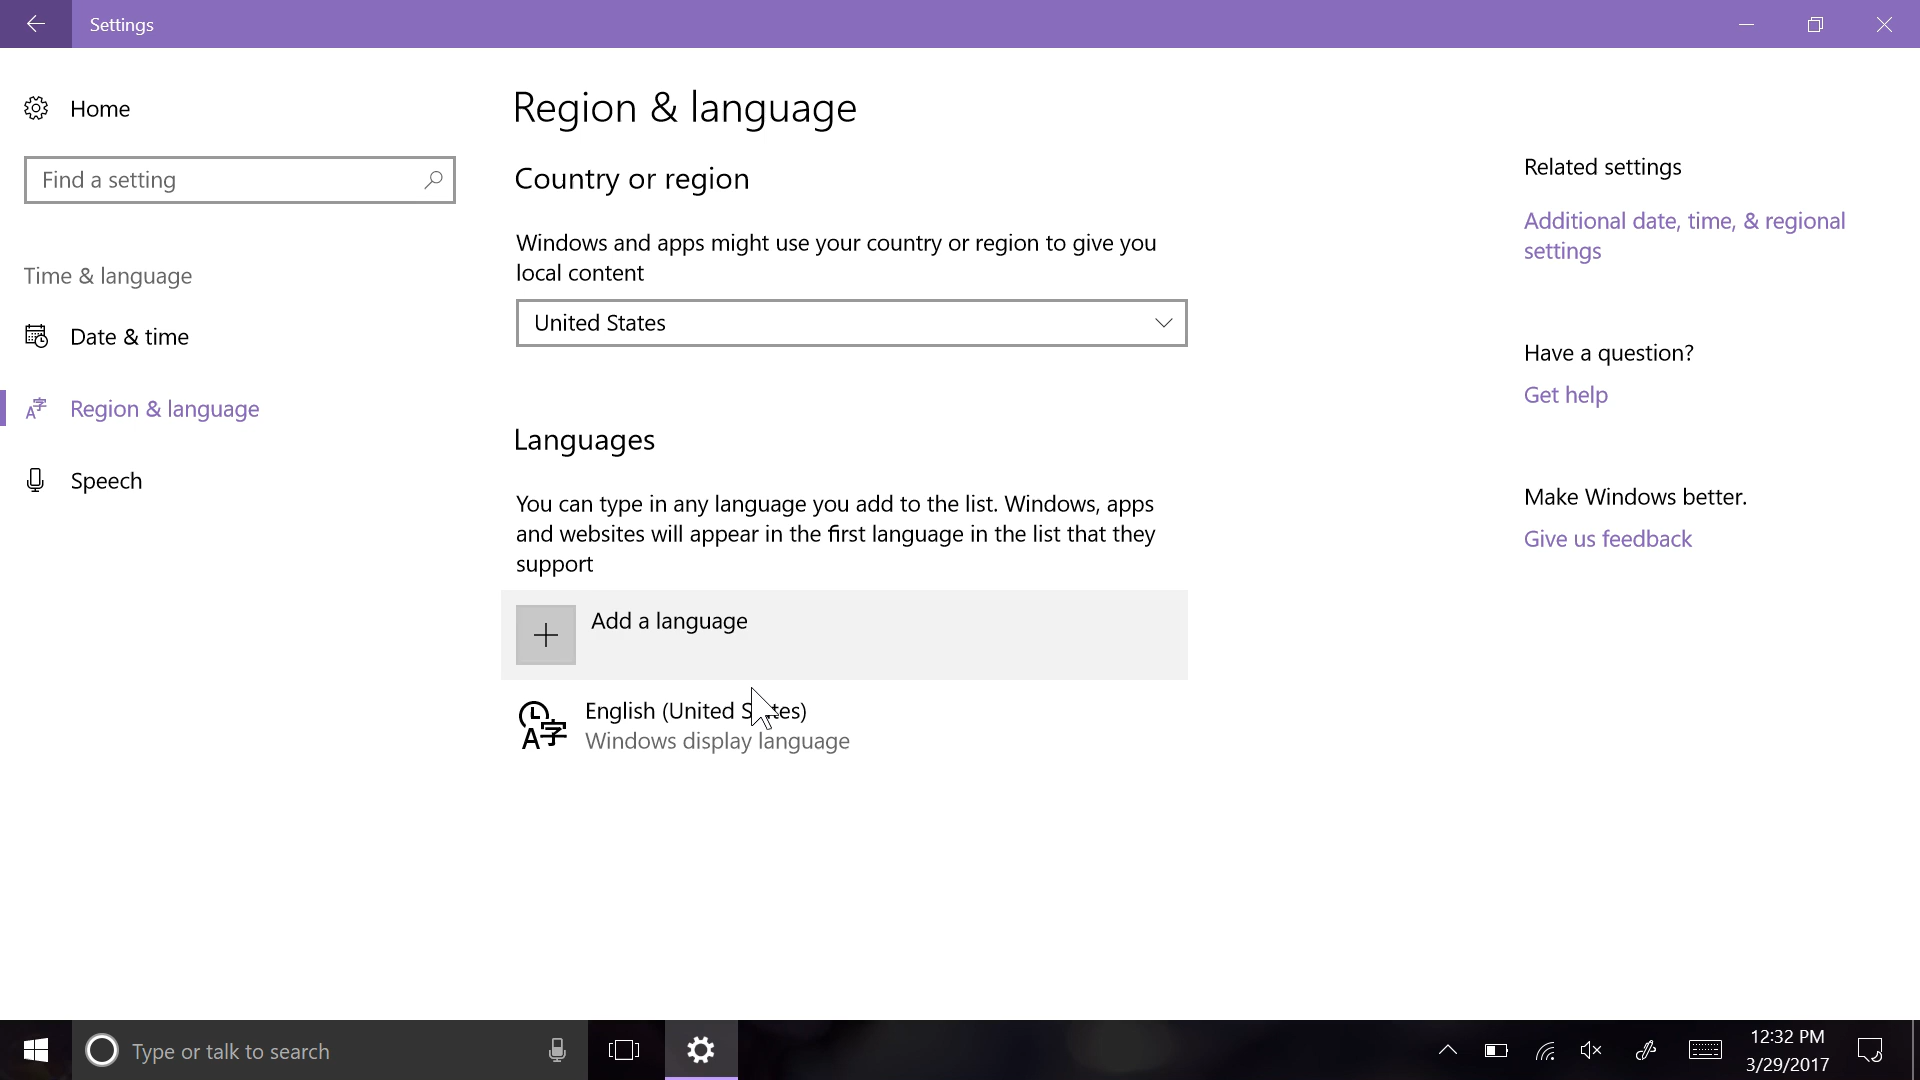 Settings
Home
Find a setting
Time & language
Date & time
Region & language
Speech
Region & language
Country or region
Windows and apps might use your country or region to give you
local content
United States
Languages
You can type in any language you add to the list. Windows, apps
and websites will appear in the first language in the list that they
support
Add a language
English (United States)
Windows display language
Related settings
Additional date, time, & regional
settings
Have a question?
Get help
Make Windows better.
Give us feedback
Type or talk to search
12:32 PM
3/29/2017